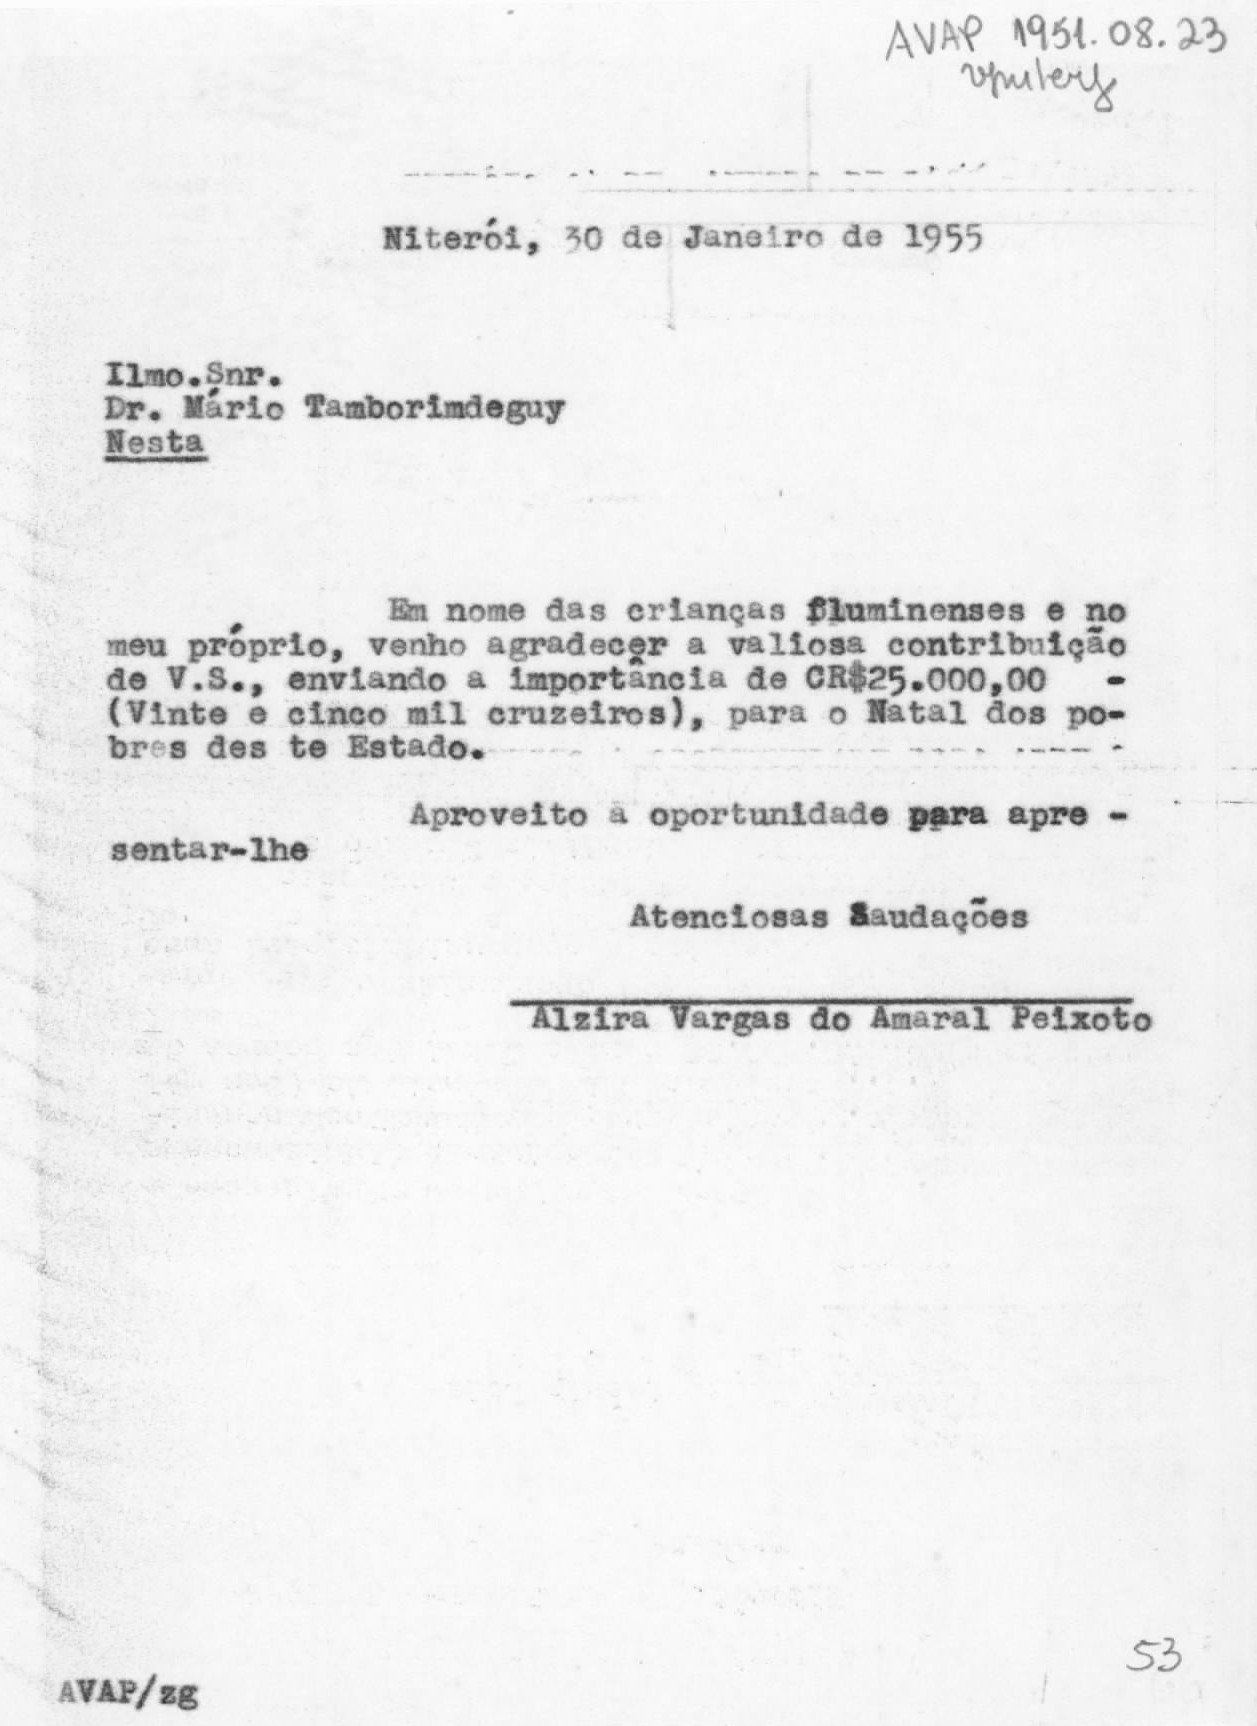 AVAP 1951.08.23
Niterói, 30 de Janeiro de 1955
Ilmo.Snr.
Dr. Mário Tamborimdeguy
Nesta
Em nome das crianças fluminenses e no
meu próprio, venho agradecer a valiosa contribuição
de V.S., enviando a importância de CR$25.000,00 -
(Vinte e cinco mil cruzeiros), para o Natal dos po-
bres des te Estado.
Aproveito a oportunidade para apre -
sentar-lhe
Atenciosas Saudações
Alzira Vargas do Amaral Peixoto
53
AVAP/zg